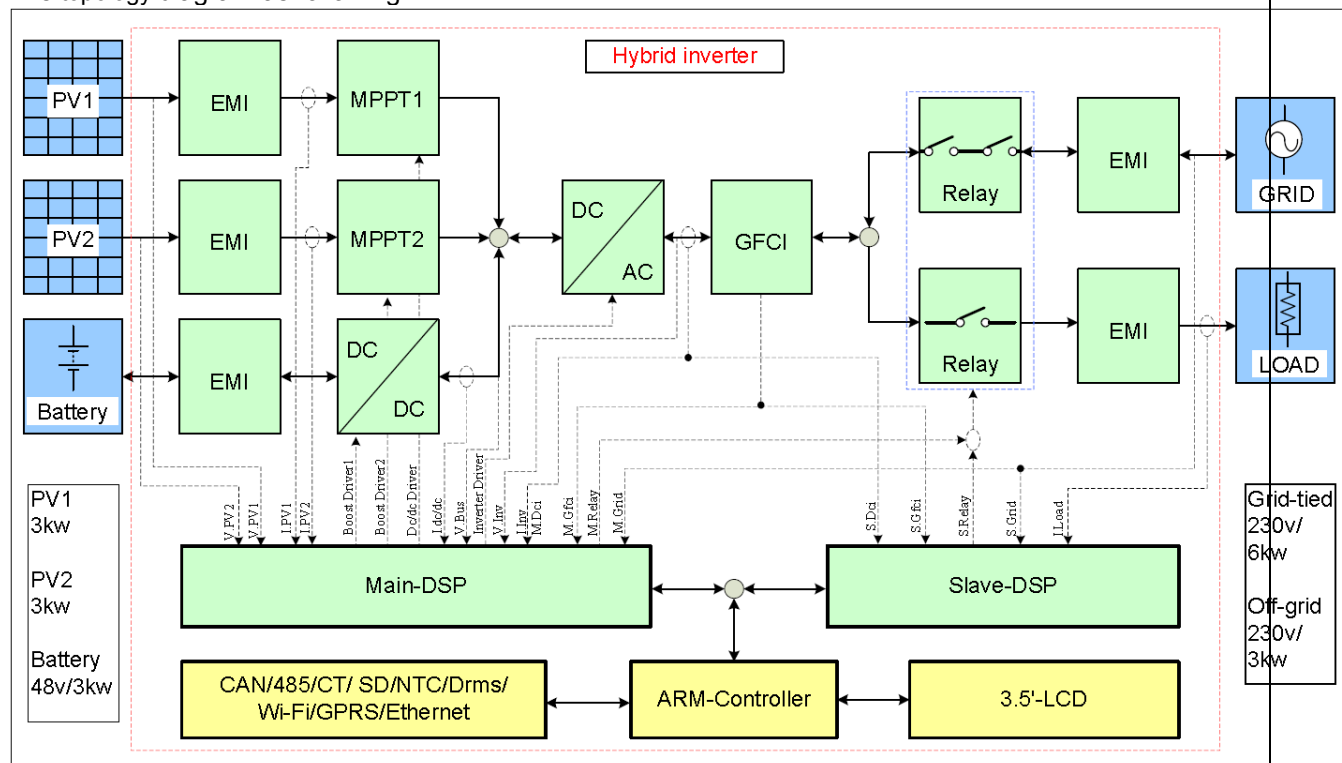 Hybrid inverter
PV1
EMI
MPPT1
PV2
EMI
MPPT2
Battery
EMI
DC
DC
DC
AC
GFCI
Relay
EMI
GRID
Relay
EMI
LOAD
V.PV2
V.PV1
I.PV1
I.PV2
Boost Driver1
Boost Driver2
Dc/dc Driver
I.dc/dc
V.Bus
Inverter Driver
V.Inv
I.Inv
M.Dci
M.Gfci
M.Relay
M.Grid
S.Dci
S.Gfci
S.Relay
S.Grid
I.Load
PV1
3kw
PV2
3kw
Battery
48v/3kw
Main-DSP
Slave-DSP
Grid-tied
230v/
6kw
Off-grid
230v/
3kw
CAN/485/CT/ SD/NTC/Drms/
Wi-Fi/GPRS/Ethernet
ARM-Controller
3.5'-LCD